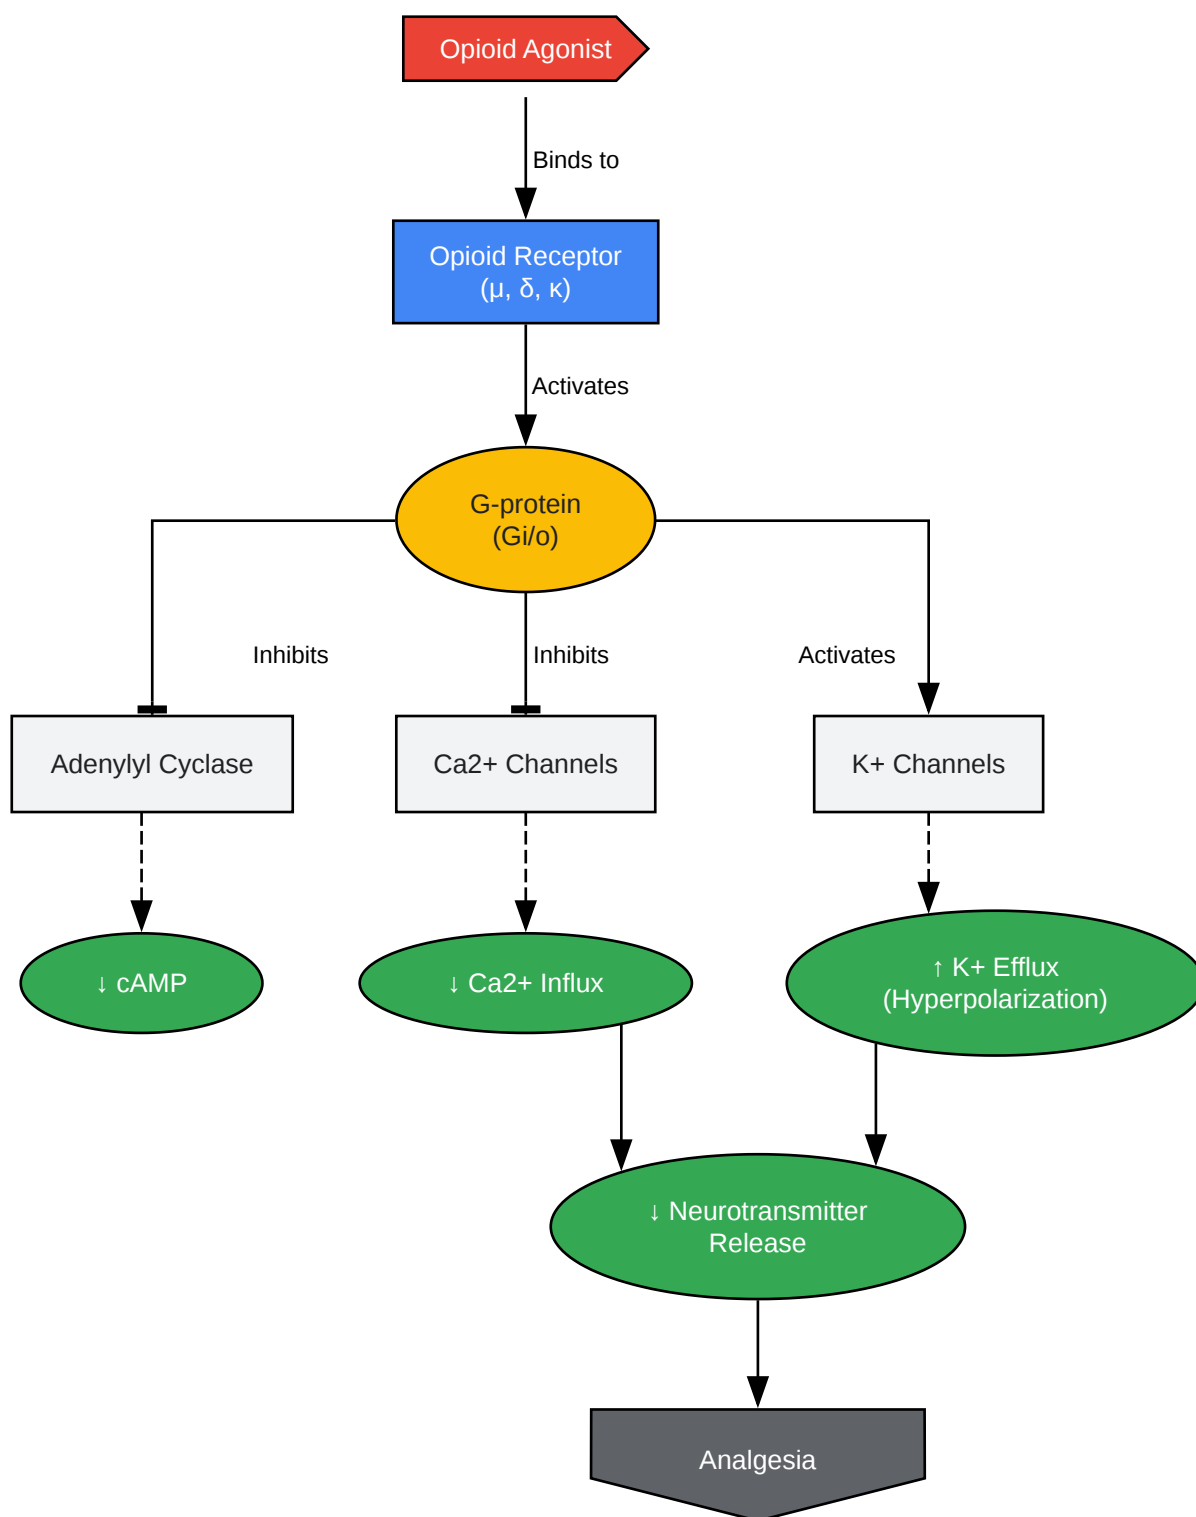 Opioid Agonist
Binds to
Opioid Receptor
(μ, δ, κ)
Activates
G-protein
(Gi/o)
Inhibits
Inhibits
Activates
Adenylyl Cyclase
Ca2+ Channels
K+ Channels
↓ cAMP
↓ Ca2+ Influx
↑ K+ Efflux
(Hyperpolarization)
↓ Neurotransmitter
Release
Analgesia